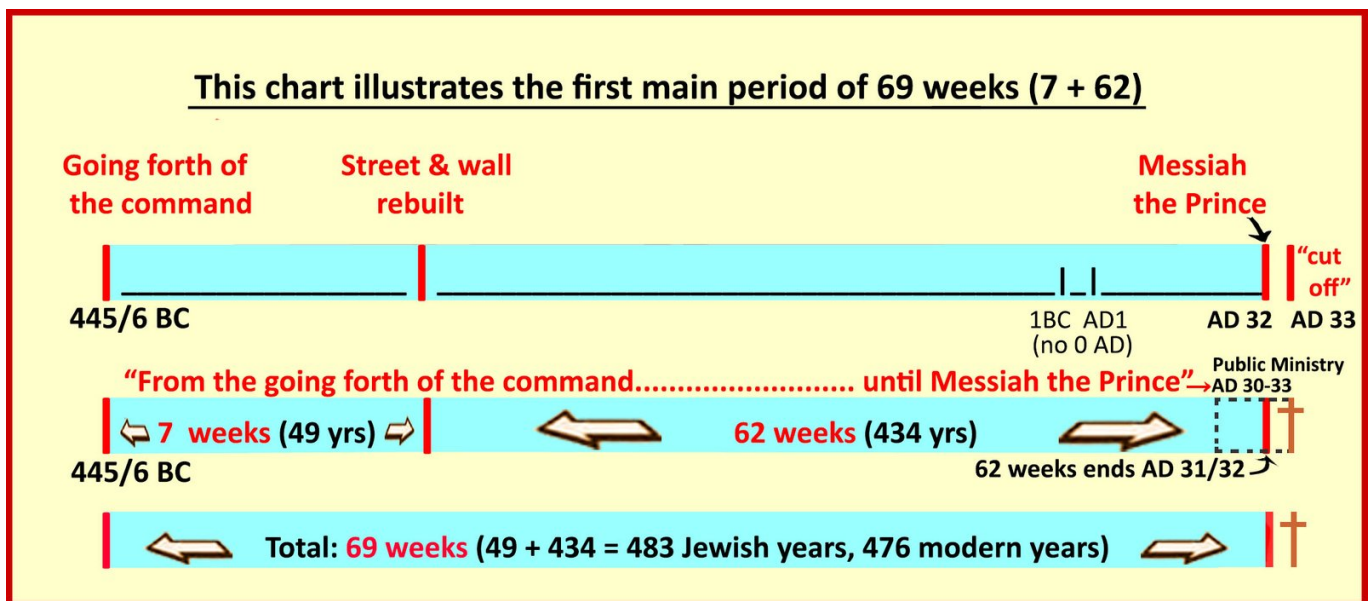 This chart illustrates the first main period of 69 weeks (7 + 62)
Going forth of
the command
Street & wall
rebuilt
Messiah
the Prince
"cut
off"
445/6 BC
1BC AD1
(no 0 AD)
AD 32
AD 33
"From the going forth of the command........................... until Messiah the Prince"
Public Ministry
AD 30-33
7 weeks (49 yrs)
62 weeks (434 yrs)
445/6 BC
62 weeks ends AD 31/32
Total: 69 weeks (49 + 434 = 483 Jewish years, 476 modern years)